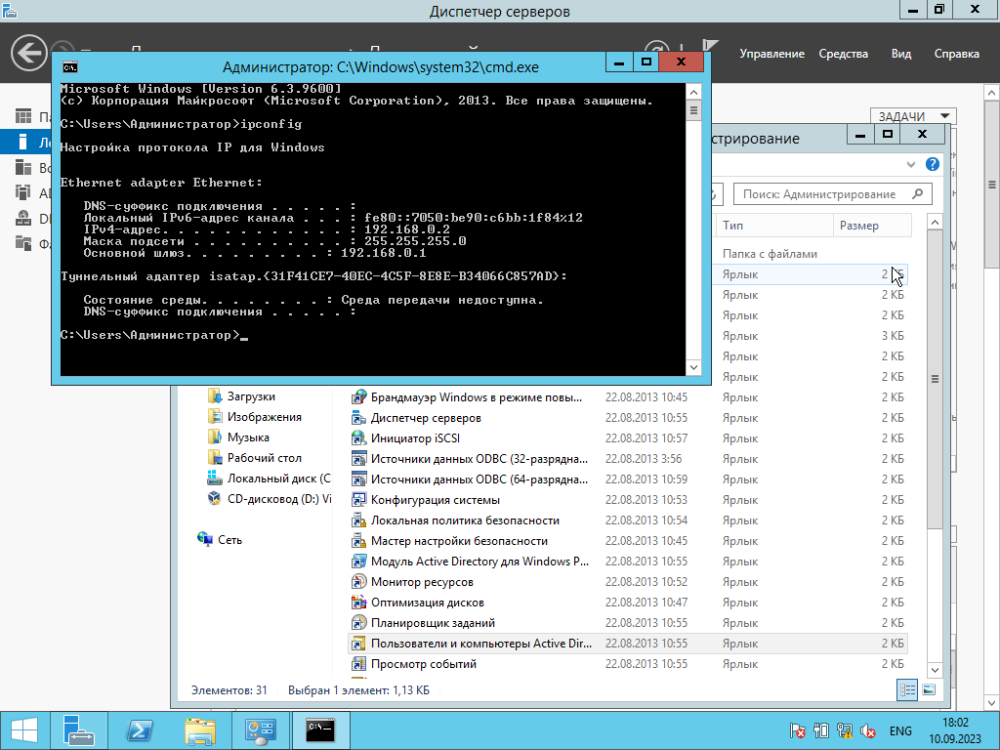 Диспетчер серверов
Управление
Средства
Вид
Справка
ЗАДАЧИ
Администратор: C:\Windows\system32\cmd.exe
Microsoft Windows [Version 6.3.9600]
(c) Корпорация Майкрософт (Microsoft Corporation), 2013. Все права защищены.
C:\Users\Администратор>ipconfig
Настройка протокола IP для Windows
Ethernet adapter Ethernet:
DNS-суффикс подключения . . . . . :
Локальный IPv6-адрес канала . . . : fe80::7050:be90:c6bb:1f84%12
IPv4-адрес. . . . . . . . . . . . : 192.168.0.2
Маска подсети . . . . . . . . . . : 255.255.255.0
Основной шлюз. . . . . . . . . : 192.168.0.1
Туннельный адаптер isatap.{31F41CE7-40EC-4C5F-8E8E-B34066C857AD}:
Состояние среды. . . . . . . . : Среда передачи недоступна.
DNS-суффикс подключения . . . . . :
C:\Users\Администратор>_
стрирование
Поиск: Администрирование
Тип Размер
Папка с файлами
Ярлык 2 КБ
Ярлык 2 КБ
Ярлык 2 КБ
Ярлык 3 КБ
Ярлык 2 КБ
Ярлык 2 КБ
Загрузки
Изображения
Музыка
Рабочий стол
Локальный диск (C
CD-дисковод (D:) Vi
Сеть
Брандмауэр Windows в режиме повы... 22.08.2013 10:45 Ярлык 2 КБ
Диспетчер серверов 22.08.2013 10:55 Ярлык 2 КБ
Инициатор iSCSI 22.08.2013 10:57 Ярлык 2 КБ
Источники данных ODBC (32-разрядна... 22.08.2013 3:56 Ярлык 2 КБ
Источники данных ODBC (64-разрядна... 22.08.2013 10:59 Ярлык 2 КБ
Конфигурация системы 22.08.2013 10:53 Ярлык 2 КБ
Локальная политика безопасности 22.08.2013 10:54 Ярлык 2 КБ
Мастер настройки безопасности 22.08.2013 10:45 Ярлык 2 КБ
Модуль Active Directory для Windows P... 22.08.2013 10:55 Ярлык 2 КБ
Монитор ресурсов 22.08.2013 10:52 Ярлык 2 КБ
Оптимизация дисков 22.08.2013 10:47 Ярлык 2 КБ
Планировщик заданий 22.08.2013 10:55 Ярлык 2 КБ
Пользователи и компьютеры Active Dir... 22.08.2013 10:55 Ярлык 2 КБ
Просмотр событий 22.08.2013 10:55 Ярлык 2 КБ
Элементов: 31 Выбран 1 элемент: 1,13 КБ
ENG
18:02
10.09.2023